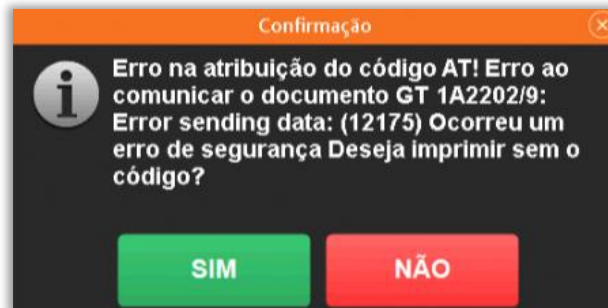 Confirmação
Erro na atribuição do código AT! Erro ao
comunicar o documento GT 1A2202/9:
Error sending data: (12175) Ocorreu um
erro de segurança Deseja imprimir sem o
código?
SIM
NÃO